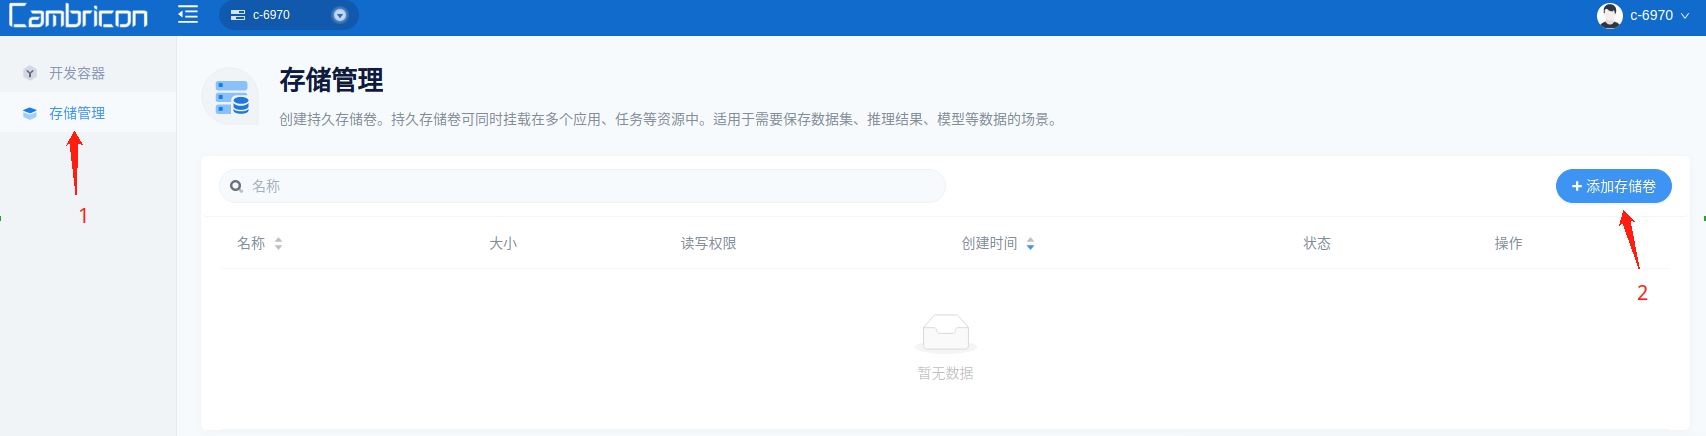 Cambricon
c-6970
c-6970
开发容器
存储管理
1
存储管理
创建持久存储卷。持久存储卷可同时挂载在多个应用、任务等资源中。适用于需要保存数据集、推理结果、模型等数据的场景。
名称
+ 添加存储卷
2
名称 大小 读写权限 创建时间 状态 操作
暂无数据